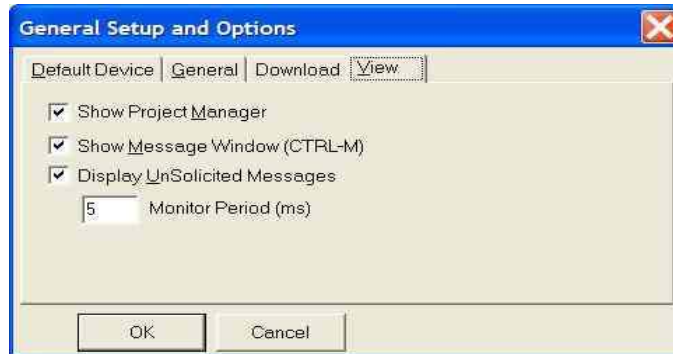 General Setup and Options
Default Device General Download View
Show Project Manager
Show Message Window (CTRL-M)
Display UnSolicited Messages
5 Monitor Period (ms)
OK Cancel